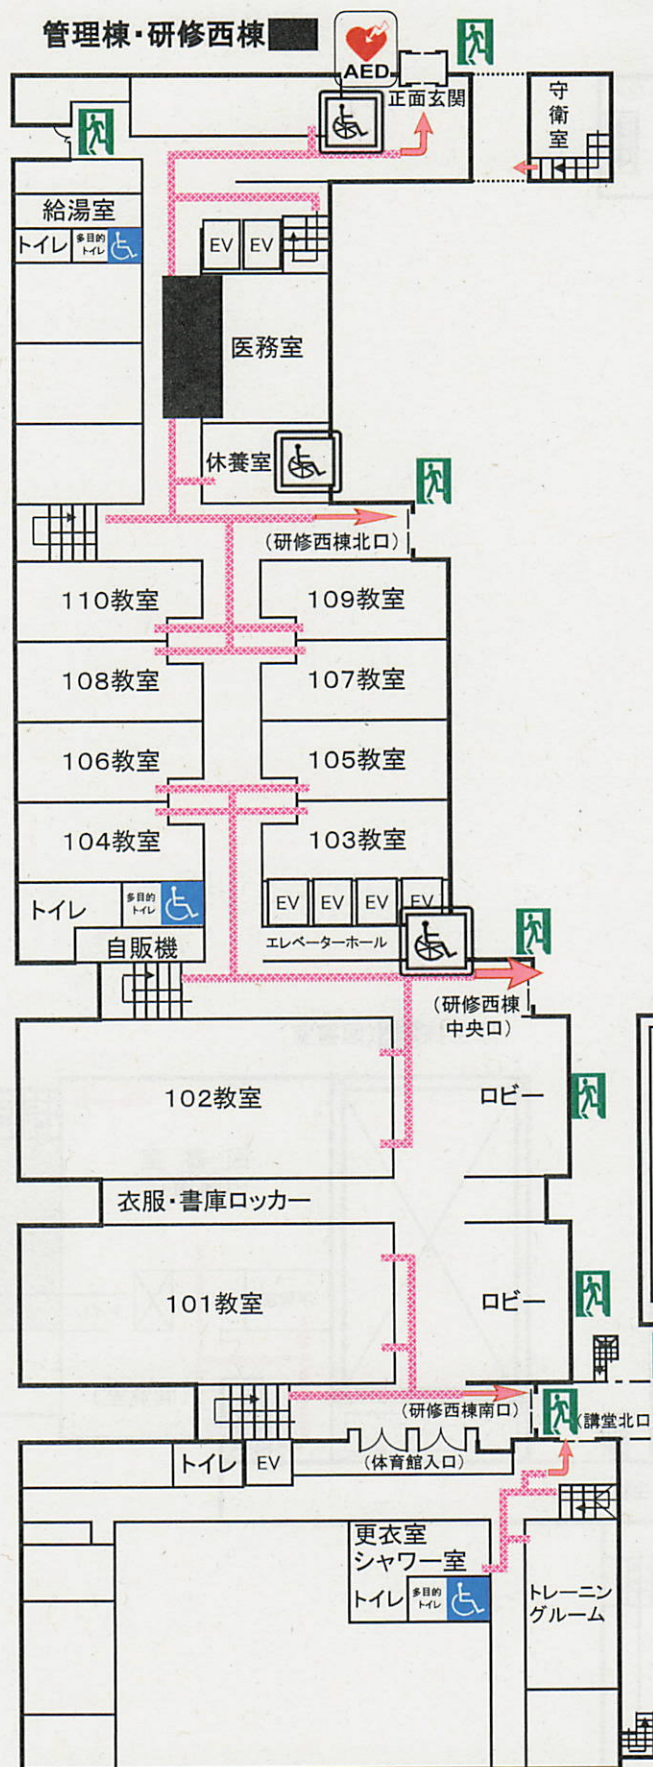 管理棟・研修西棟
AED
正面玄関
守衛室
給湯室
トイレ
多目的
トイレ
EV
EV
医務室
休養室
(研修西棟北口)
110教室
109教室
108教室
107教室
106教室
105教室
104教室
103教室
トイレ
多目的
トイレ
EV
EV
EV
EV
自販機
エレベーターホール
(研修西棟
中央口)
102教室
ロビー
衣服・書庫ロッカー
101教室
ロビー
(研修西棟南口)
(講堂北口
トイレ
EV
(体育館入口)
更衣室
シャワー室
トイレ
多目的
トイレ
トレーニン
グルーム